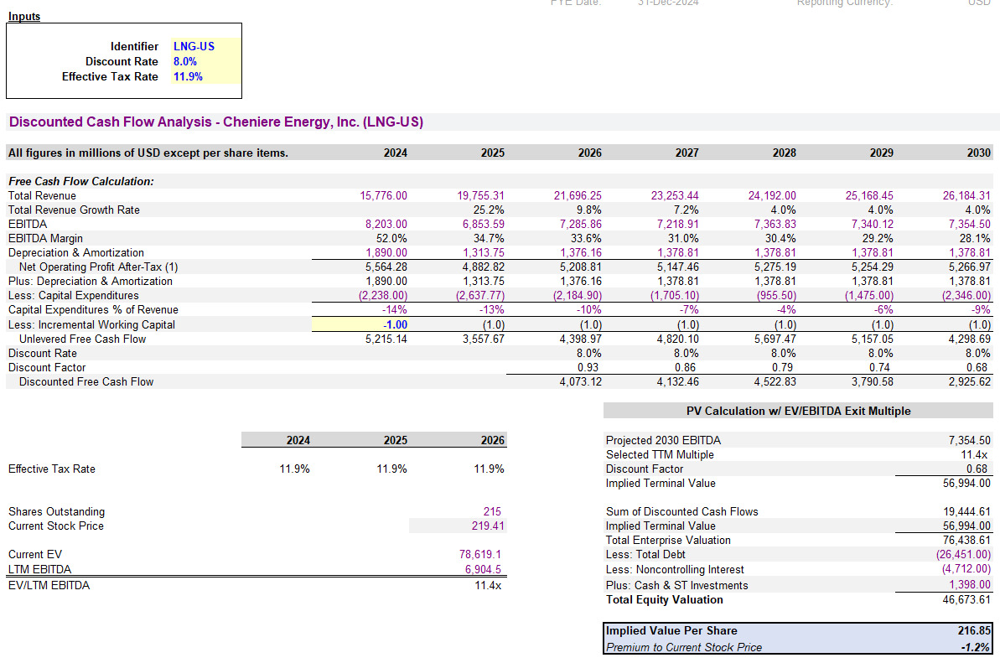 FYE Date: 31-Dec-2024 Reporting Currency: USD
Inputs
Identifier LNG-US
Discount Rate 8.0%
Effective Tax Rate 11.9%
Discounted Cash Flow Analysis - Cheniere Energy, Inc. (LNG-US)
All figures in millions of USD except per share items. 2024 2025 2026 2027 2028 2029 2030
Free Cash Flow Calculation:
Total Revenue 15,776.00 19,755.31 21,696.25 23,253.44 24,192.00 25,168.45 26,184.31
Total Revenue Growth Rate 25.2% 9.8% 7.2% 4.0% 4.0% 4.0%
EBITDA 8,203.00 6,853.59 7,285.86 7,218.91 7,363.83 7,340.12 7,354.50
EBITDA Margin 52.0% 34.7% 33.6% 31.0% 30.4% 29.2% 28.1%
Depreciation & Amortization 1,890.00 1,313.75 1,376.16 1,378.81 1,378.81 1,378.81 1,378.81
Net Operating Profit After-Tax (1) 5,564.28 4,882.82 5,208.81 5,147.46 5,275.19 5,254.29 5,266.97
Plus: Depreciation & Amortization 1,890.00 1,313.75 1,376.16 1,378.81 1,378.81 1,378.81 1,378.81
Less: Capital Expenditures (2,238.00) (2,637.77) (2,184.90) (1,705.10) (955.50) (1,475.00) (2,346.00)
Capital Expenditures % of Revenue -14% -13% -10% -7% -4% -6% -9%
Less: Incremental Working Capital -1.00 (1.0) (1.0) (1.0) (1.0) (1.0) (1.0)
Unlevered Free Cash Flow 5,215.14 3,557.67 4,398.97 4,820.10 5,697.47 5,157.05 4,298.69
Discount Rate 8.0% 8.0% 8.0% 8.0% 8.0%
Discount Factor 0.93 0.86 0.79 0.74 0.68
Discounted Free Cash Flow 4,073.12 4,132.46 4,522.83 3,790.58 2,925.62
2024 2025 2026
Effective Tax Rate 11.9% 11.9% 11.9%
Shares Outstanding 215
Current Stock Price 219.41
Current EV 78,619.1
LTM EBITDA 6,904.5
EV/LTM EBITDA 11.4x
PV Calculation w/ EV/EBITDA Exit Multiple
Projected 2030 EBITDA 7,354.50
Selected TTM Multiple 11.4x
Discount Factor 0.68
Implied Terminal Value 56,994.00
Sum of Discounted Cash Flows 19,444.61
Implied Terminal Value 56,994.00
Total Enterprise Valuation 76,438.61
Less: Total Debt (26,451.00)
Less: Noncontrolling Interest (4,712.00)
Plus: Cash & ST Investments 1,398.00
Total Equity Valuation 46,673.61
Implied Value Per Share 216.85
Premium to Current Stock Price -1.2%